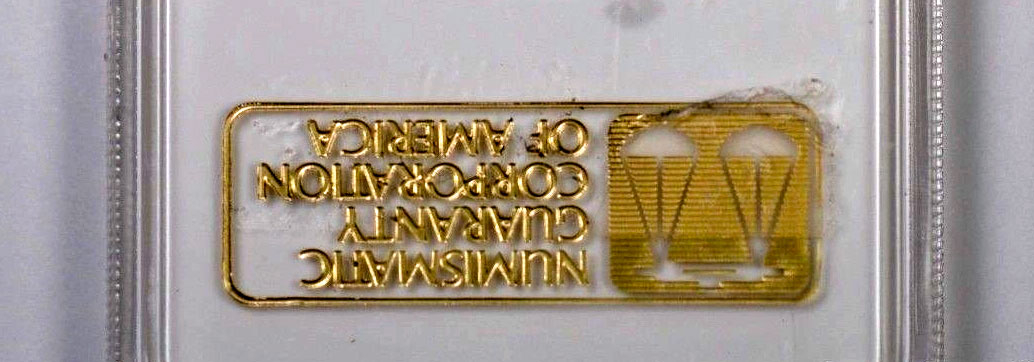 NUMISMATIC
GUARANTY
CORPORATION
OF AMERICA